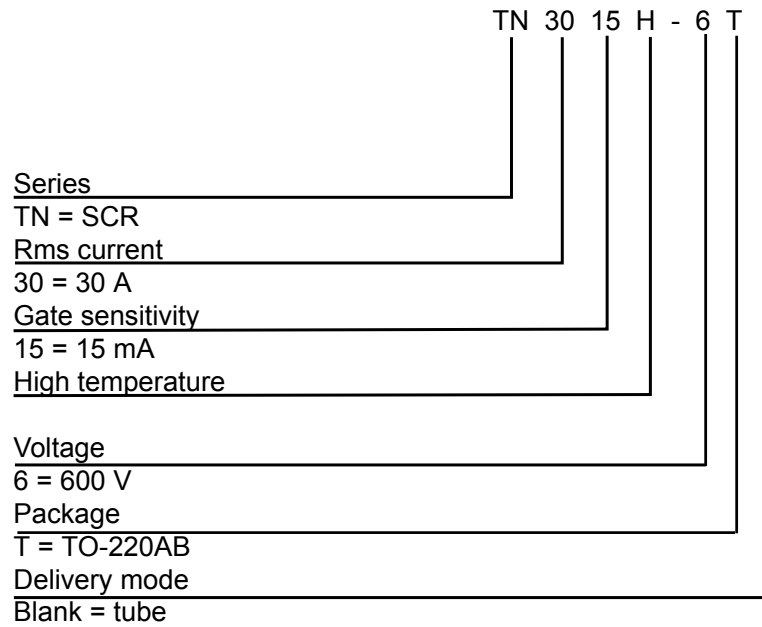 TN 30 15 H - 6 T
Series
TN = SCR
Rms current
30 = 30 A
Gate sensitivity
15 = 15 mA
High temperature
Voltage
6 = 600 V
Package
T = TO-220AB
Delivery mode
Blank = tube